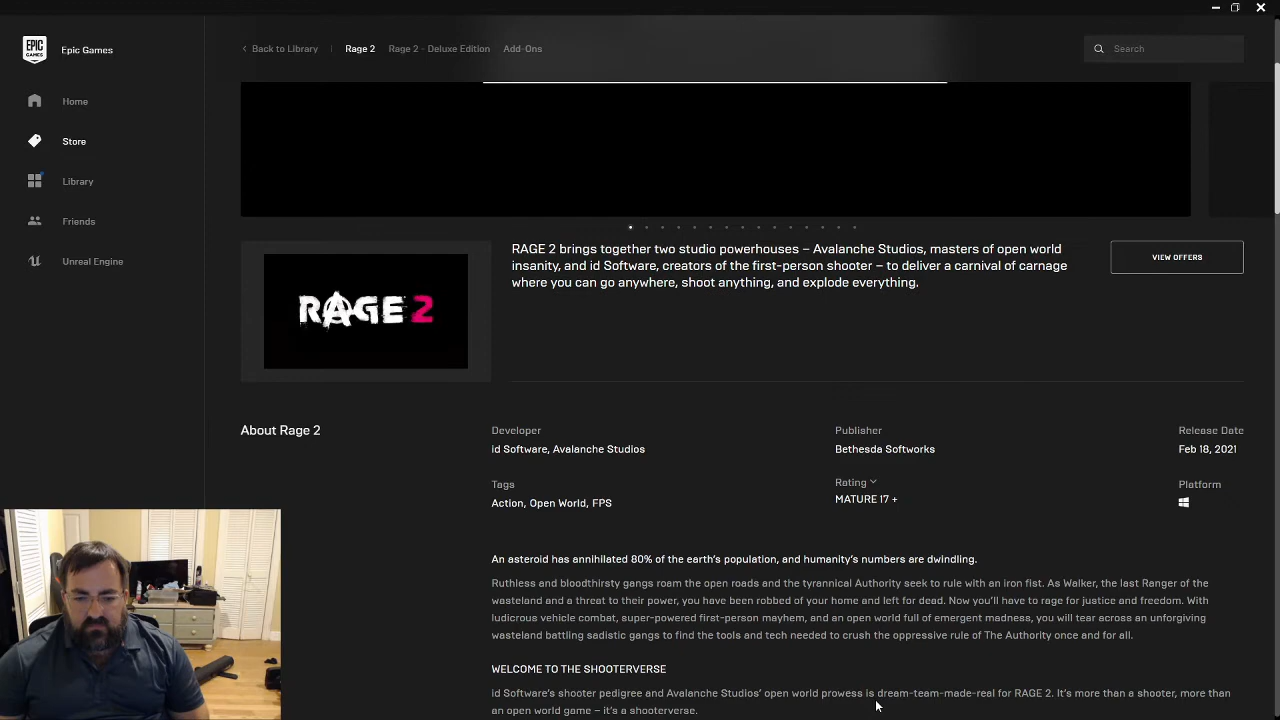 EPIC GAMES
Epic Games
Back to Library
Rage 2
Rage 2 - Deluxe Edition
Add-Ons
Search
Home
Store
Library
Friends
Unreal Engine
RAGE 2 brings together two studio powerhouses – Avalanche Studios, masters of open world
insanity, and id Software, creators of the first-person shooter – to deliver a carnival of carnage
where you can go anywhere, shoot anything, and explode everything.
VIEW OFFERS
RAGE 2
About Rage 2
Developer
id Software, Avalanche Studios
Publisher
Bethesda Softworks
Release Date
Feb 18, 2021
Tags
Action, Open World, FPS
Rating
MATURE 17 +
Platform
An asteroid has annihilated 80% of the earth's population, and humanity's numbers are dwindling.
Ruthless and bloodthirsty gangs roam the open roads and the tyrannical Authority seek to rule with an iron fist. As Walker, the last Ranger of the
wasteland and a threat to their power, you have been robbed of your home and left for dead. Now you'll have to rage for justice and freedom. With
ludicrous vehicle combat, super-powered first-person mayhem, and an open world full of emergent madness, you will tear across an unforgiving
wasteland battling sadistic gangs to find the tools and tech needed to crush the oppressive rule of The Authority once and for all.
WELCOME TO THE SHOOTERVERSE
id Software's shooter pedigree and Avalanche Studios' open world prowess is dream-team-made-real for RAGE 2. It's more than a shooter, more than
an open world game – it's a shooterverse.